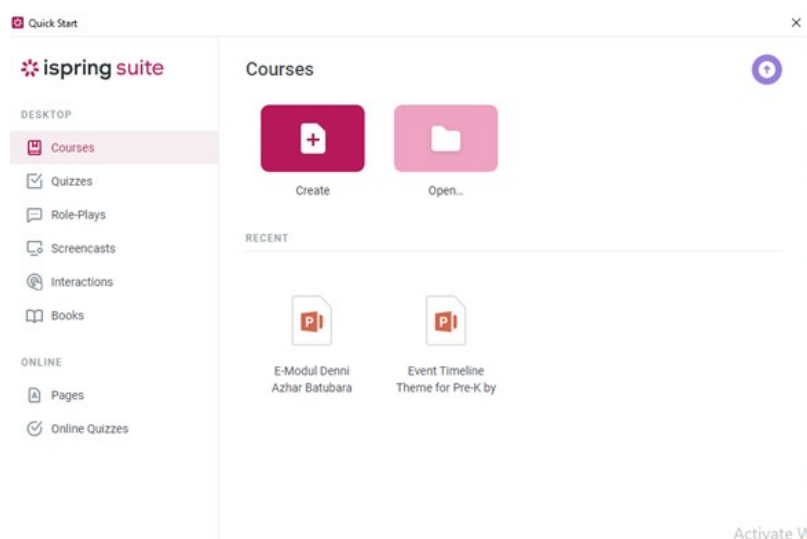 Quick Start
ispring suite
DESKTOP
Courses
Quizzes
Role-Plays
Screencasts
Interactions
Books
ONLINE
Pages
Online Quizzes
Courses
Create
Open...
RECENT
E-Modul Denni
Azhar Batubara
Event Timeline
Theme for Pre-K by
Activate W